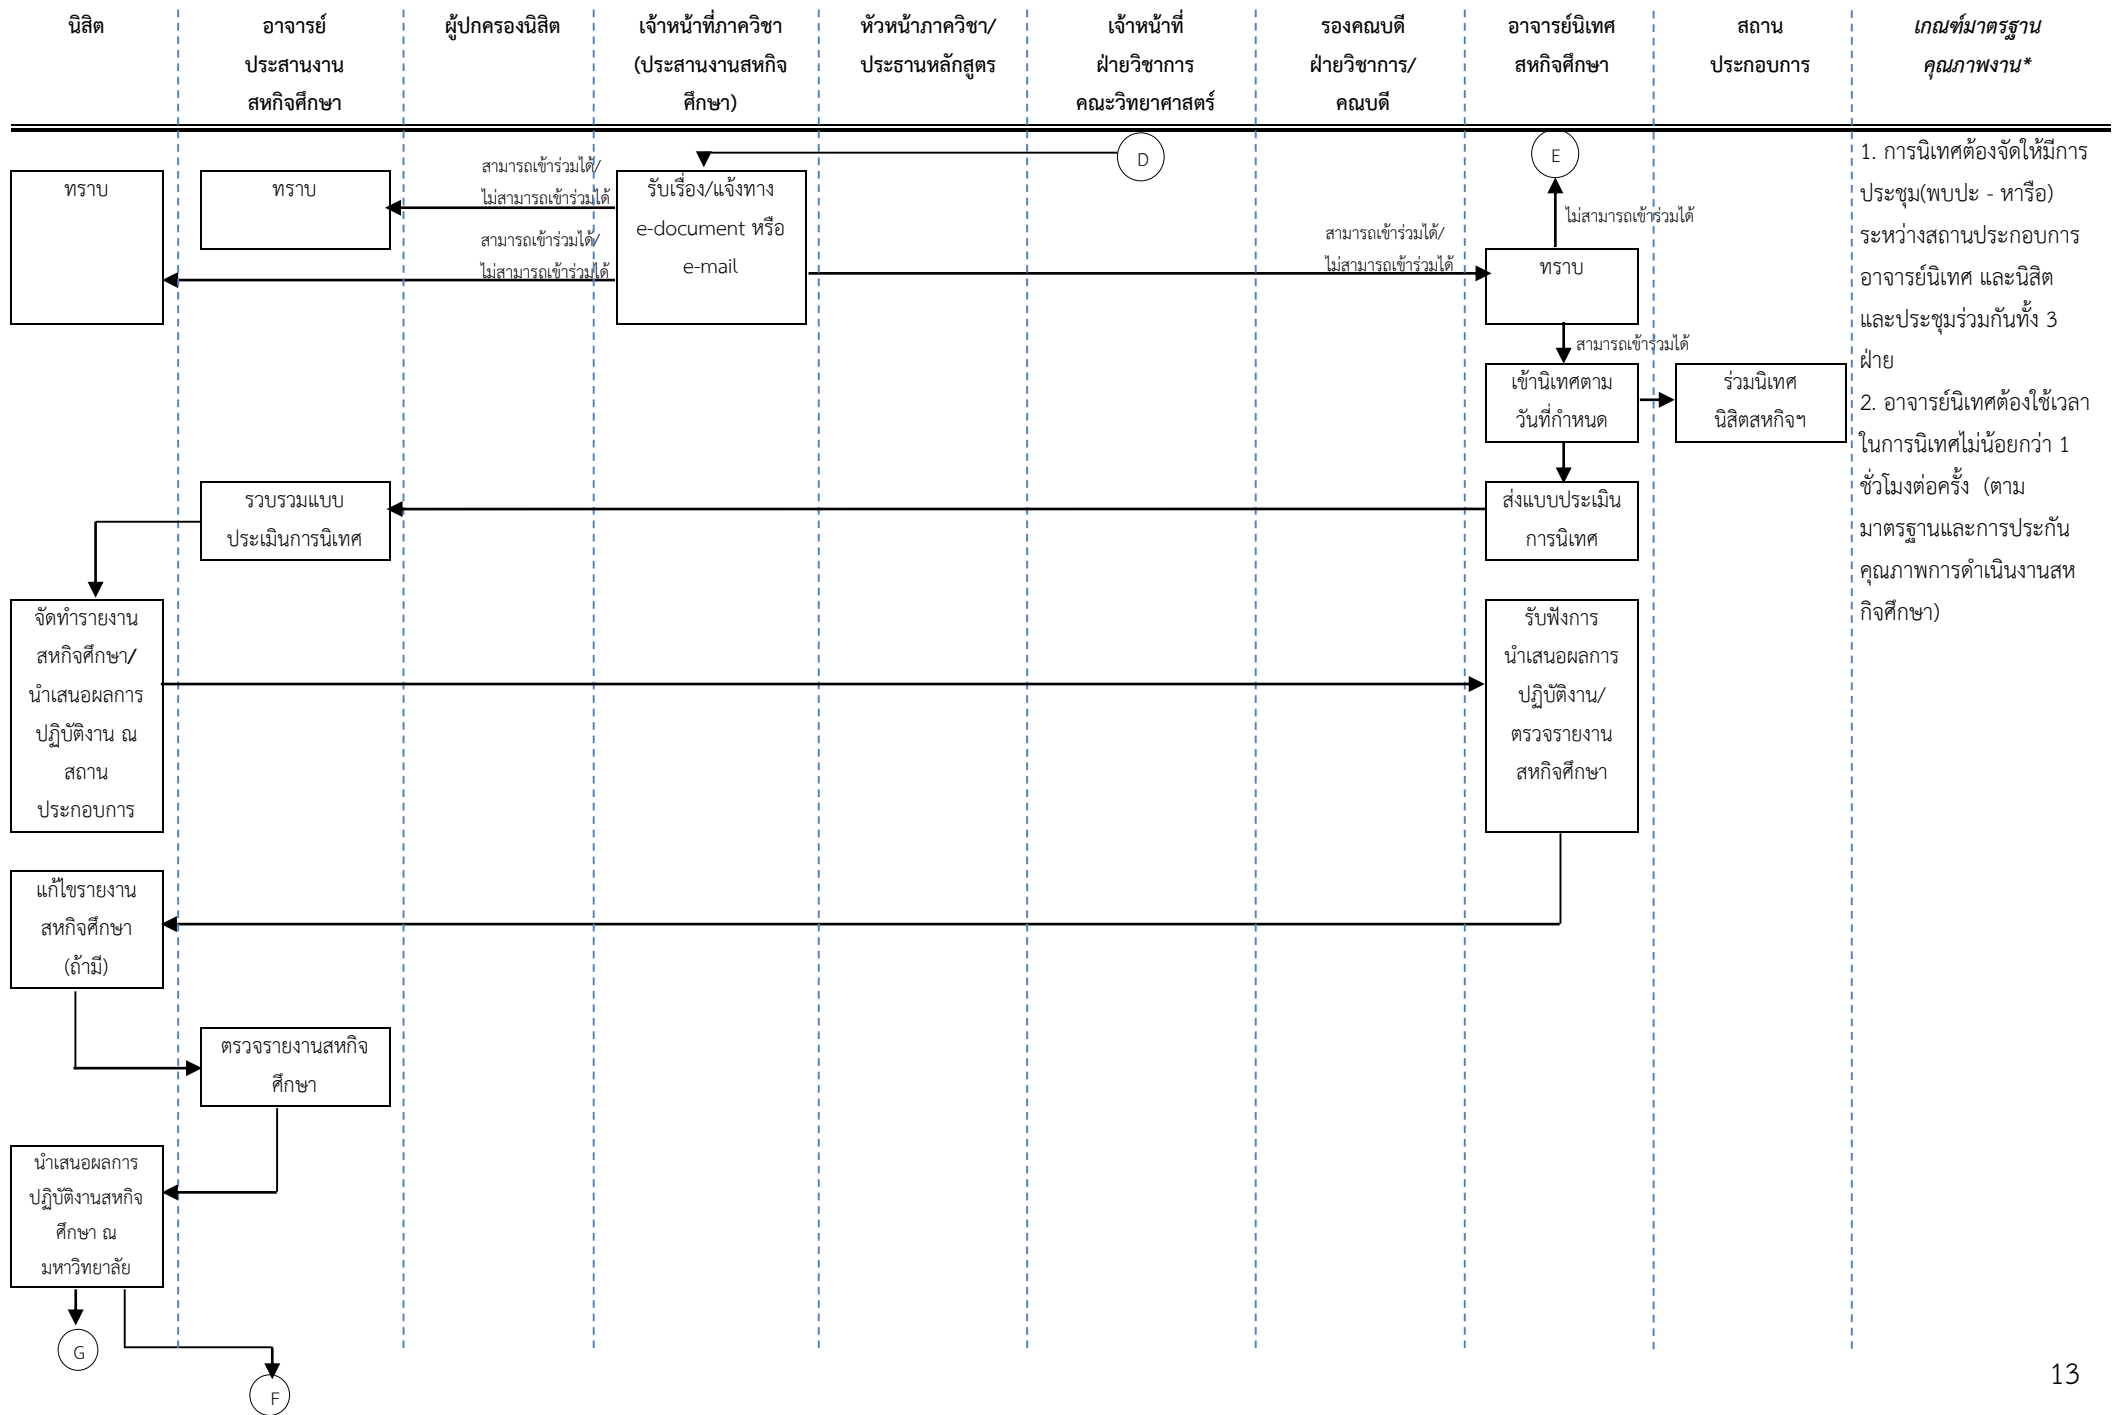 นิสิต
อาจารย์
ประสานงาน
สหกิจศึกษา
ผู้ปกครองนิสิต
เจ้าหน้าที่ภาควิชา
(ประสานงานสหกิจ
ศึกษา)
หัวหน้าภาควิชา/
ประธานหลักสูตร
เจ้าหน้าที่
ฝ่ายวิชาการ
คณะวิทยาศาสตร์
รองคณบดี
ฝ่ายวิชาการ/
คณบดี
อาจารย์นิเทศ
สหกิจศึกษา
สถาน
ประกอบการ
เกณฑ์มาตรฐาน
คุณภาพงาน*
D
E
ทราบ
ทราบ
สามารถเข้าร่วมได้/
ไม่สามารถเข้าร่วมได้
สามารถเข้าร่วมได้/
ไม่สามารถเข้าร่วมได้
รับเรื่อง/แจ้งทาง
e-document หรือ
e-mail
สามารถเข้าร่วมได้/
ไม่สามารถเข้าร่วมได้
ไม่สามารถเข้าร่วมได้
ทราบ
สามารถเข้าร่วมได้
เข้านิเทศตาม
วันที่กำหนด
ร่วมนิเทศ
นิสิตสหกิจฯ
รวบรวมแบบ
ประเมินการนิเทศ
ส่งแบบประเมิน
การนิเทศ
จัดทำรายงาน
สหกิจศึกษา/
นำเสนอผลการ
ปฏิบัติงาน ณ
สถาน
ประกอบการ
รับฟังการ
นำเสนอผลการ
ปฏิบัติงาน/
ตรวจรายงาน
สหกิจศึกษา
แก้ไขรายงาน
สหกิจศึกษา
(ถ้ามี)
ตรวจรายงานสหกิจ
ศึกษา
นำเสนอผลการ
ปฏิบัติงานสหกิจ
ศึกษา ณ
มหาวิทยาลัย
G
F
1. การนิเทศต้องจัดให้มีการ
ประชุม(พบปะ - หารือ)
ระหว่างสถานประกอบการ
อาจารย์นิเทศ และนิสิต
และประชุมร่วมกันทั้ง 3
ฝ่าย
2. อาจารย์นิเทศต้องใช้เวลา
ในการนิเทศไม่น้อยกว่า 1
ชั่วโมงต่อครั้ง (ตาม
มาตรฐานและการประกัน
คุณภาพการดำเนินงานสห
กิจศึกษา)
13